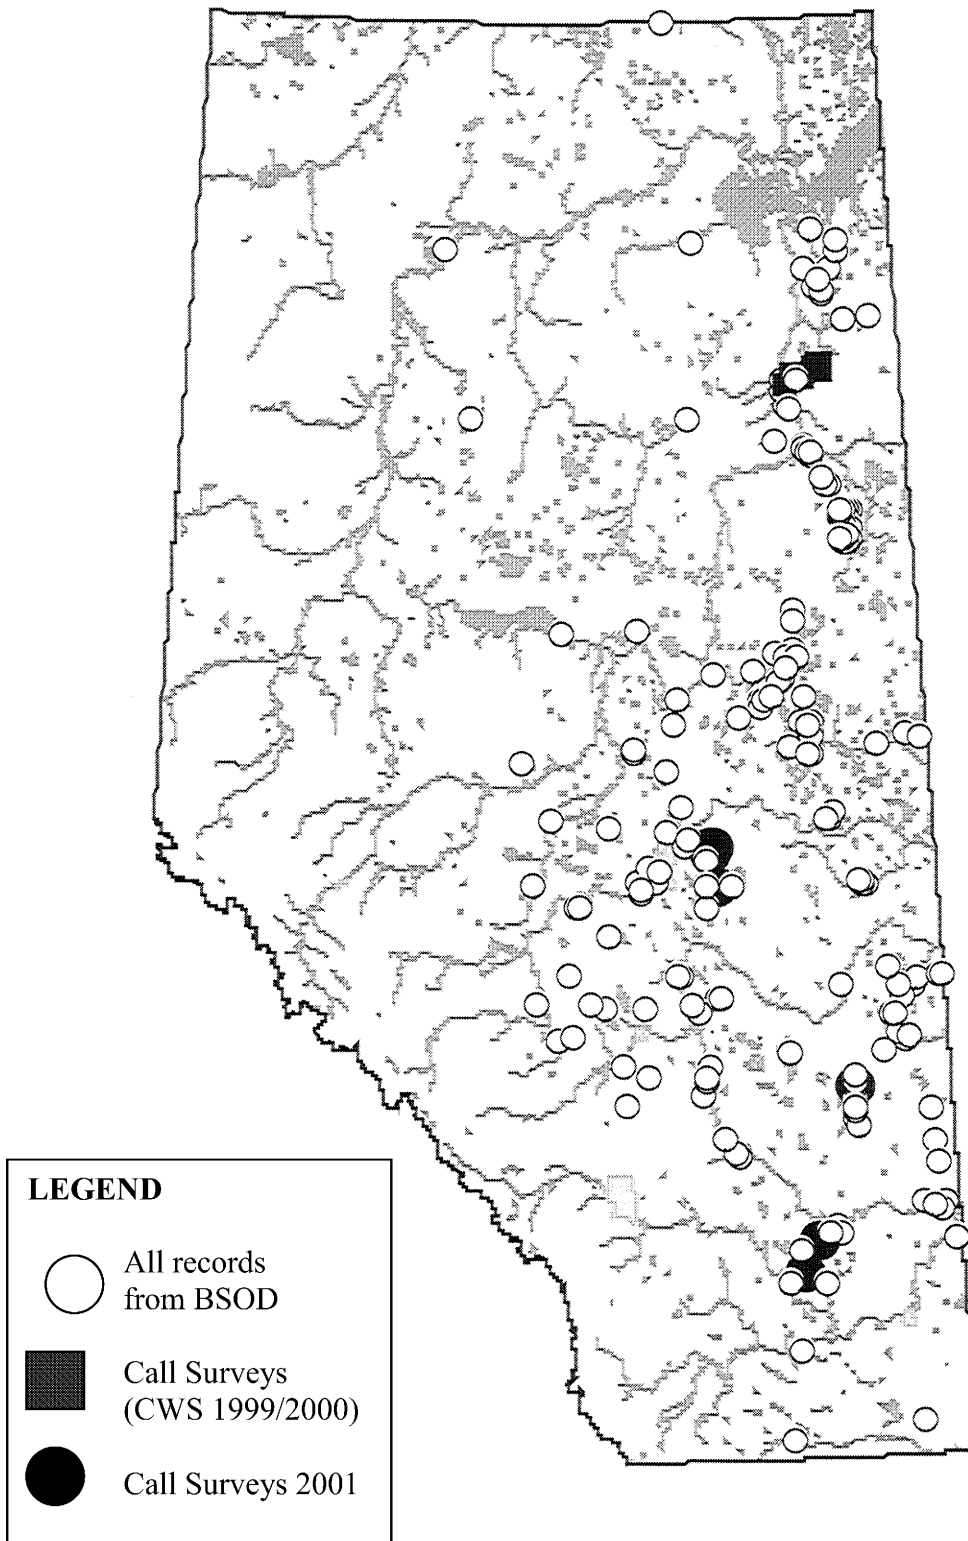 LEGEND
All records
from BSOD
Call Surveys
(CWS 1999/2000)
Call Surveys 2001